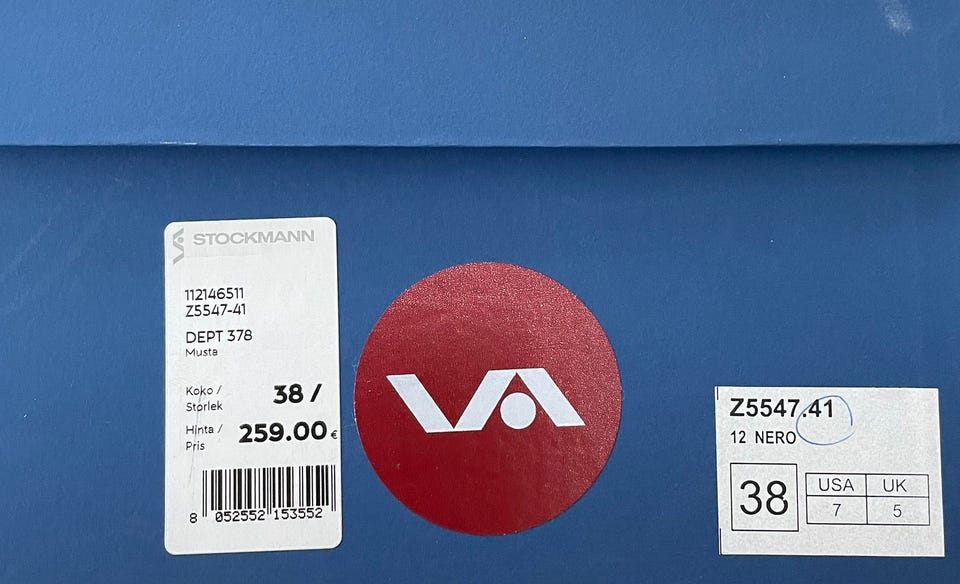 STOCKMANN
112146511
Z5547-41
DEPT 378
Musta
Koko /
Storlek
38 /
Hinta /
Pris
259.00 €
8 052552 153552
VA
Z5547.41
12 NERO
38
USA UK
7 5